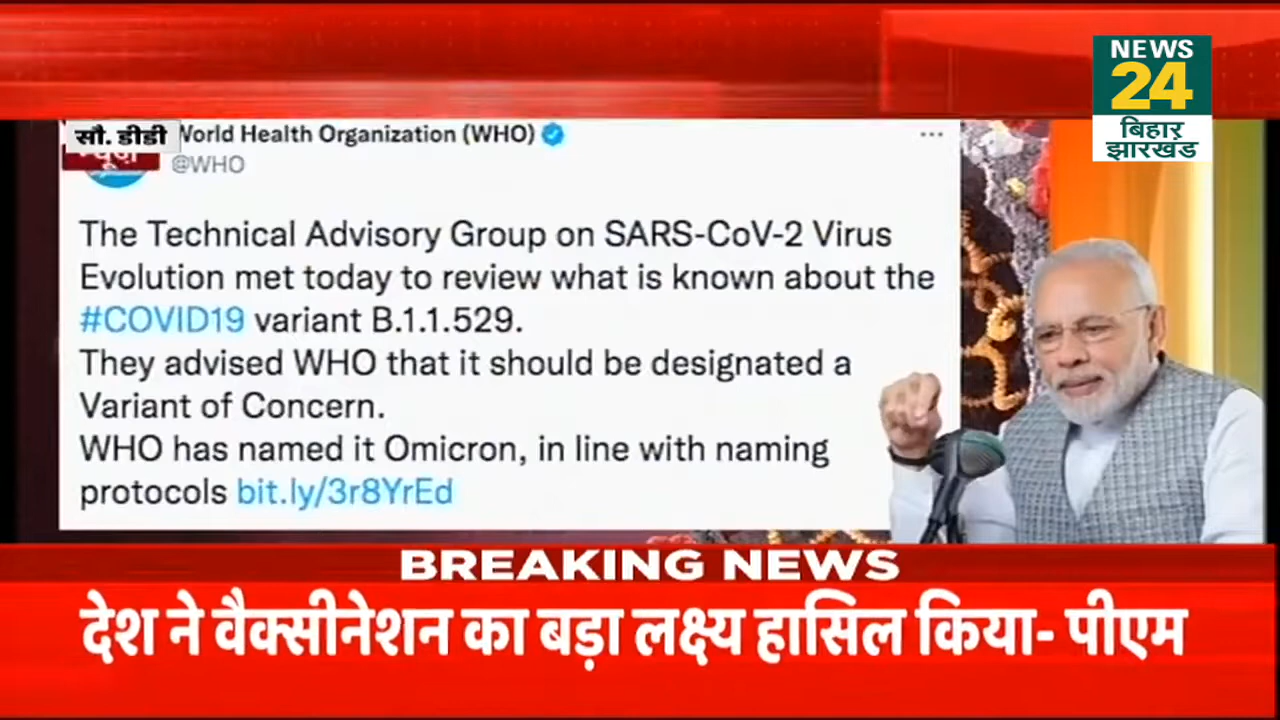 NEWS
24
बिहार
झारखंड
सौ. डीडी
World Health Organization (WHO)
@WHO
The Technical Advisory Group on SARS-CoV-2 Virus
Evolution met today to review what is known about the
#COVID19 variant B.1.1.529.
They advised WHO that it should be designated a
Variant of Concern.
WHO has named it Omicron, in line with naming
protocols bit.ly/3r8YrEd
BREAKING NEWS
देश ने वैक्सीनेशन का बड़ा लक्ष्य हासिल किया- पीएम